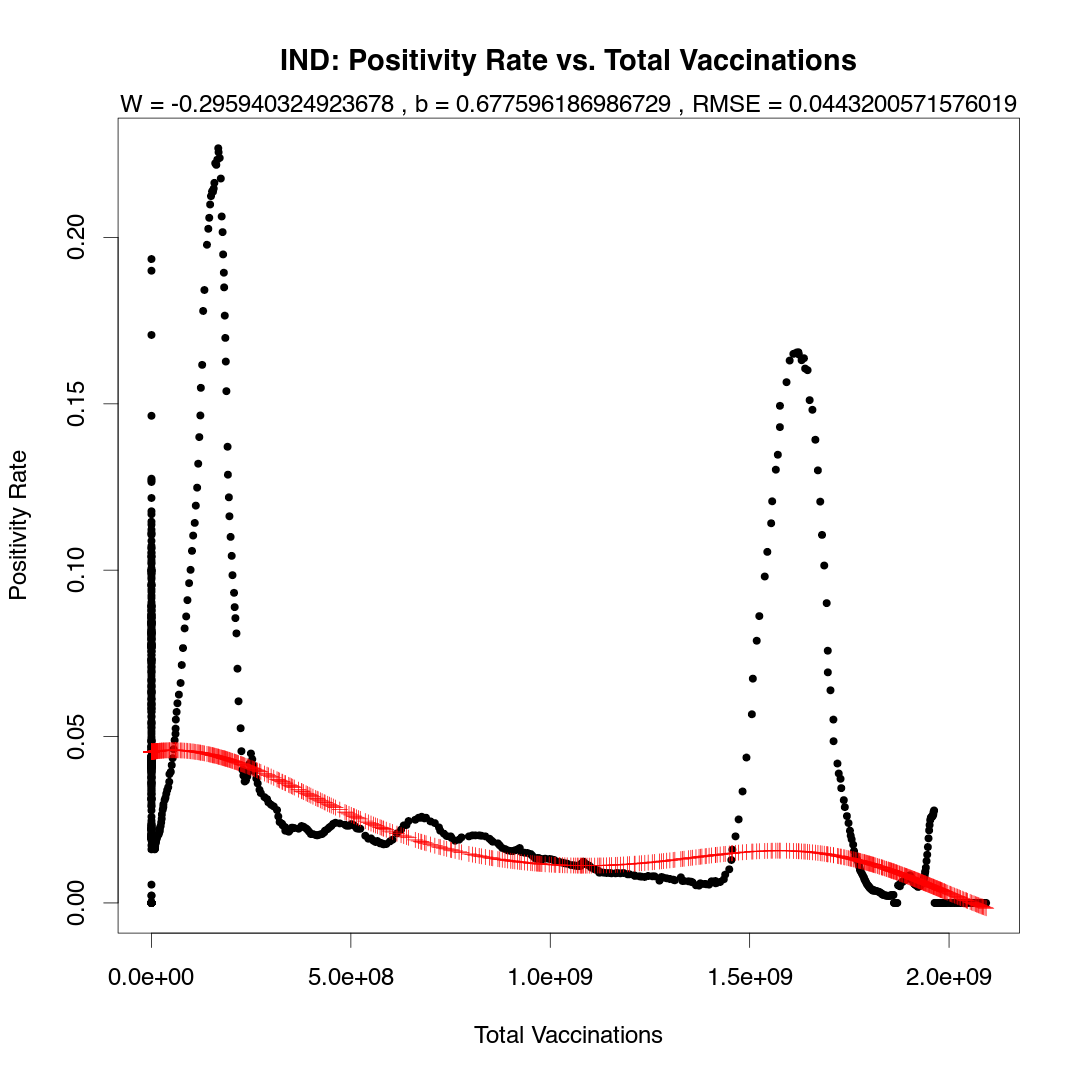 IND: Positivity Rate vs. Total Vaccinations
W = -0.295940324923678 , b = 0.677596186986729 , RMSE = 0.0443200571576019
Positivity Rate
0.20
0.15
0.10
0.05
0.00
0.0e+00 5.0e+08 1.0e+09 1.5e+09 2.0e+09
Total Vaccinations